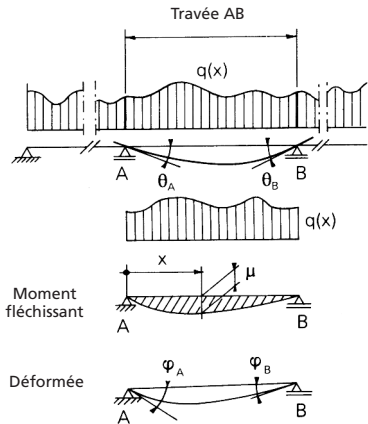 Travée AB
q(x)
A
θA
θB
B
q(x)
x
μ
Moment
fléchissant
A
B
φA
φB
Déformée
A
B